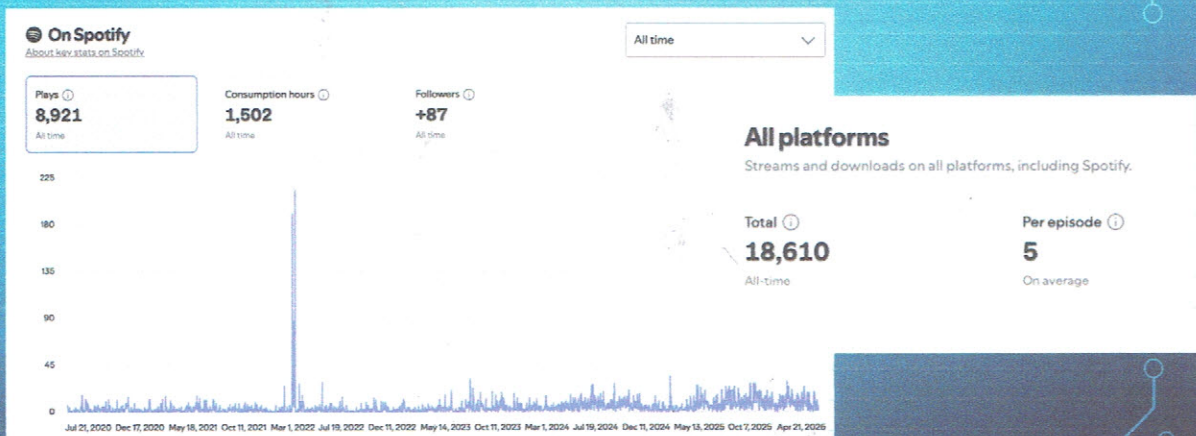 On Spotify
About key stats on Spotify
All time
Plays
8,921
All time
Consumption hours
1,502
All time
Followers
+87
All time
225
180
135
90
45
0
Jul 21, 2020 Dec 17, 2020 May 18, 2021 Oct 11, 2021 Mar 1, 2022 Jul 19, 2022 Dec 11, 2022 May 14, 2023 Oct 11, 2023 Mar 1, 2024 Jul 19, 2024 Dec 11, 2024 May 13, 2025 Oct 7, 2025 Apr 21, 2026
All platforms
Streams and downloads on all platforms, including Spotify.
Total
18,610
All-time
Per episode
5
On average